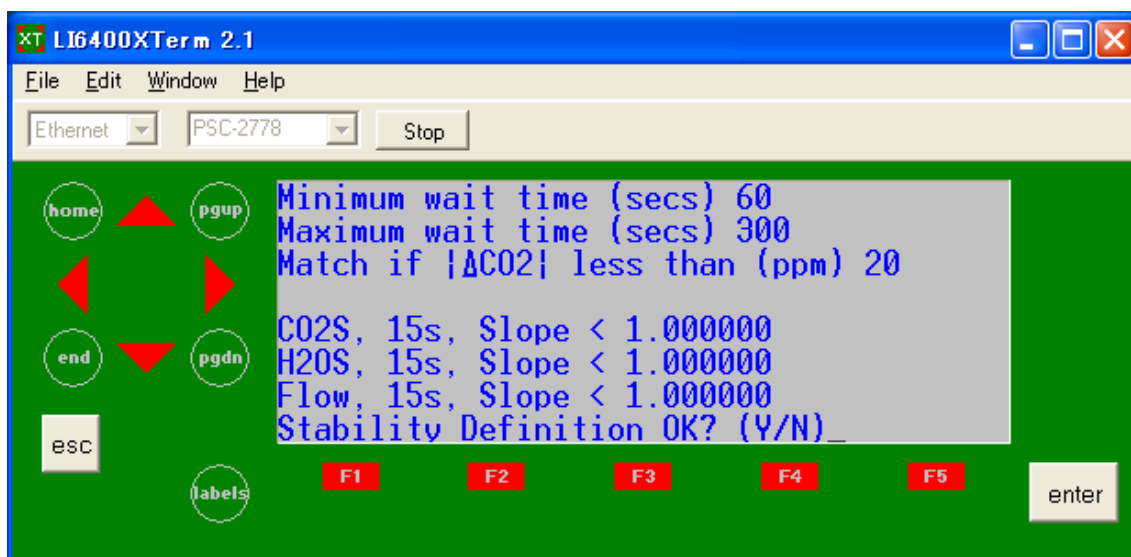 XT LI6400XTerm 2.1
File Edit Window Help
Ethernet PSC-2778 Stop
home pgup
Minimum wait time (secs) 60
Maximum wait time (secs) 300
Match if |ΔCO2| less than (ppm) 20
end pgdn
CO2S, 15s, Slope < 1.000000
H2OS, 15s, Slope < 1.000000
Flow, 15s, Slope < 1.000000
Stability Definition OK? (Y/N)_
esc
labels
F1 F2 F3 F4 F5
enter